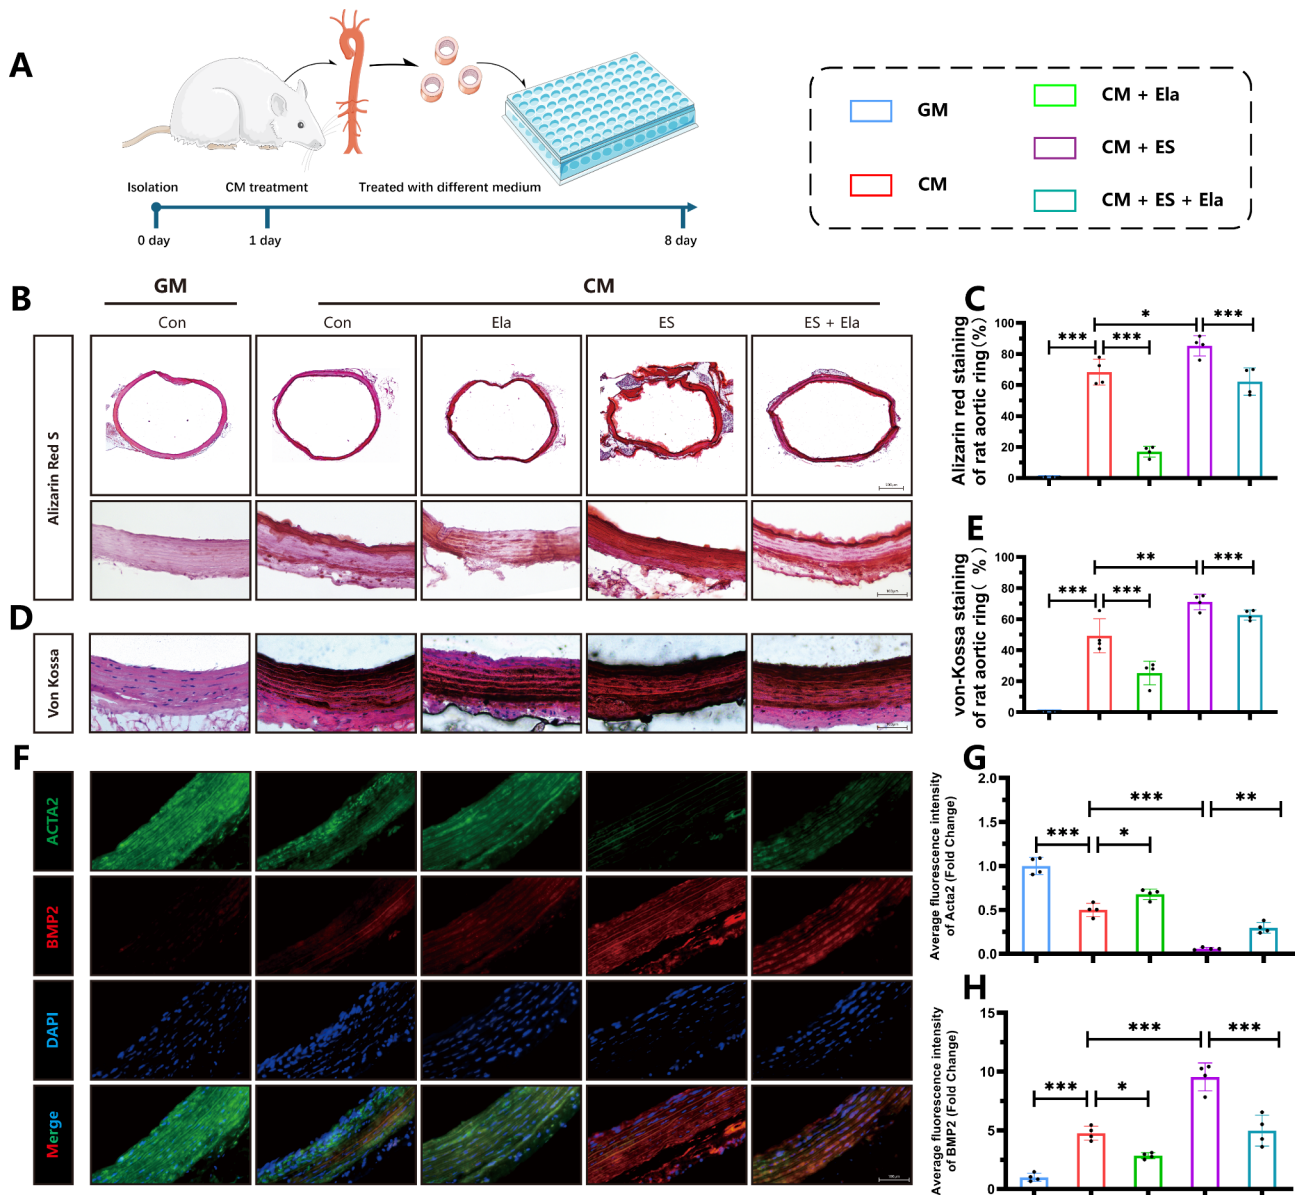 A
Isolation
CM treatment
Treated with different medium
0 day
1 day
8 day
GM
CM
CM + Ela
CM + ES
CM + ES + Ela
B
GM
CM
Con
Con
Ela
ES
ES + Ela
Alizarin Red S
C
Alizarin red staining
of rat aortic ring (%)
100
80
60
40
20
0
***
***
*
***
D
Von Kossa
E
von-Kossa staining
of rat aortic ring ( %)
100
80
60
40
20
0
***
***
**
***
F
ACTA2
BMP2
DAPI
Merge
G
Average fluorescence intensity
of Acta2 (Fold Change)
2.0
1.5
1.0
0.5
0.0
***
*
***
**
H
Average fluorescence intensity
of BMP2 (Fold Change)
15
10
5
0
***
*
***
***